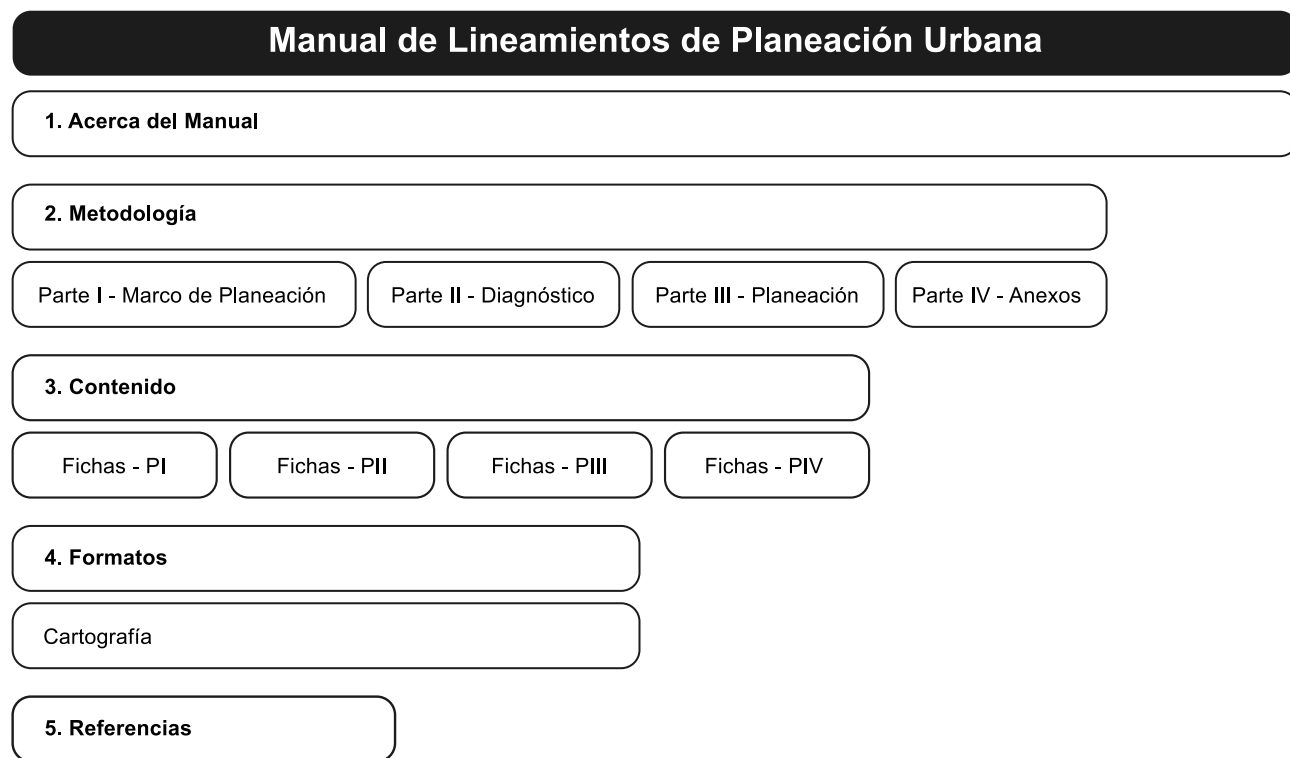 Manual de Lineamientos de Planeación Urbana
1. Acerca del Manual
2. Metodología
Parte I - Marco de Planeación
Parte II - Diagnóstico
Parte III - Planeación
Parte IV - Anexos
3. Contenido
Fichas - PI
Fichas - PII
Fichas - PIII
Fichas - PIV
4. Formatos
Cartografía
5. Referencias